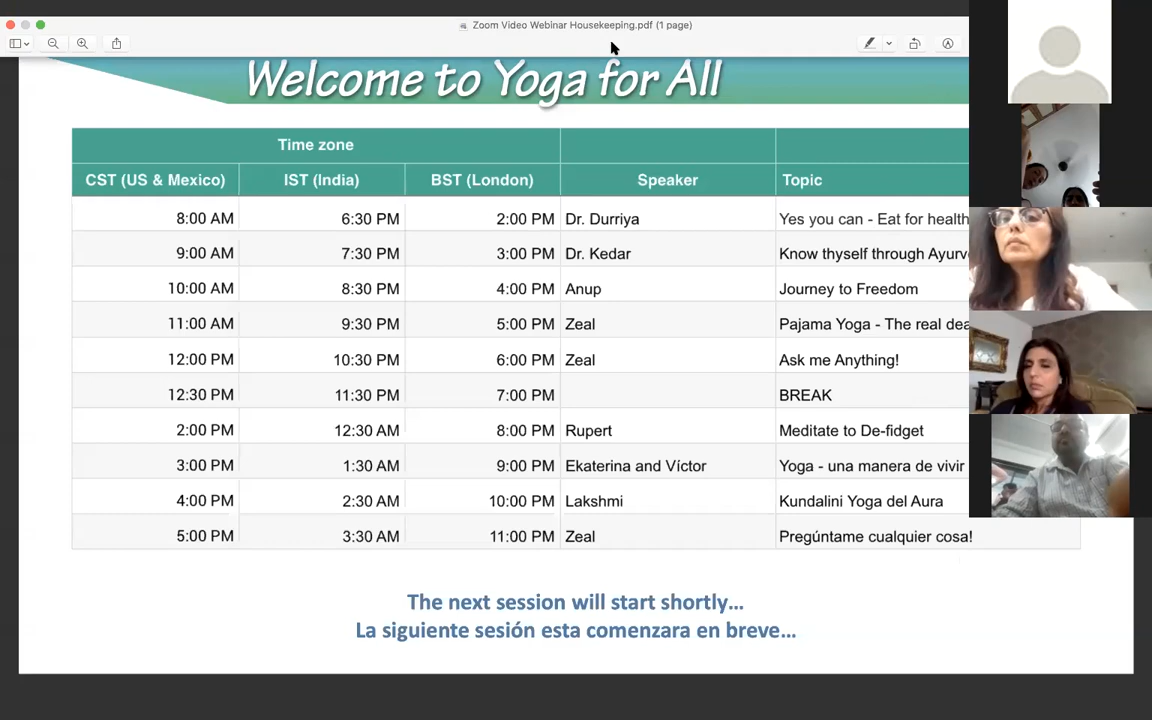 Zoom Video Webinar Housekeeping.pdf (1 page)
Welcome to Yoga for All
Time zone
CST (US & Mexico) IST (India) BST (London) Speaker Topic
8:00 AM 6:30 PM 2:00 PM Dr. Durriya Yes you can - Eat for health
9:00 AM 7:30 PM 3:00 PM Dr. Kedar Know thyself through
10:00 AM 8:30 PM 4:00 PM Anup Journey to Freedom
11:00 AM 9:30 PM 5:00 PM Zeal Pajama Yoga - The real
12:00 PM 10:30 PM 6:00 PM Zeal Ask me Anything!
12:30 PM 11:30 PM 7:00 PM BREAK
2:00 PM 12:30 AM 8:00 PM Rupert Meditate to De-fidget
3:00 PM 1:30 AM 9:00 PM Ekaterina and Víctor Yoga - una manera de vivir
4:00 PM 2:30 AM 10:00 PM Lakshmi Kundalini Yoga del Aura
5:00 PM 3:30 AM 11:00 PM Zeal Pregúntame cualquier cosa!
The next session will start shortly...
La siguiente sesión esta comenzara en breve...